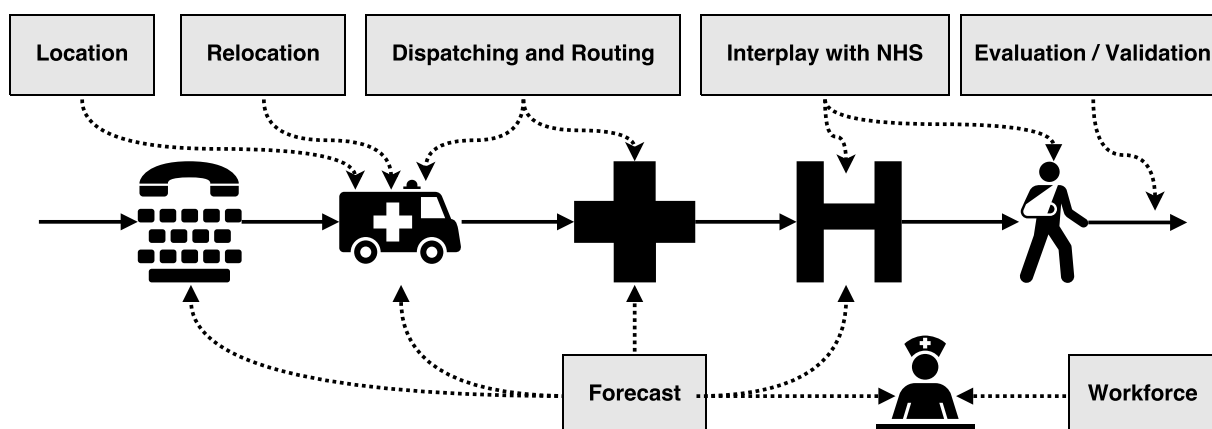 Location
Relocation
Dispatching and Routing
Interplay with NHS
Evaluation / Validation
Forecast
Workforce